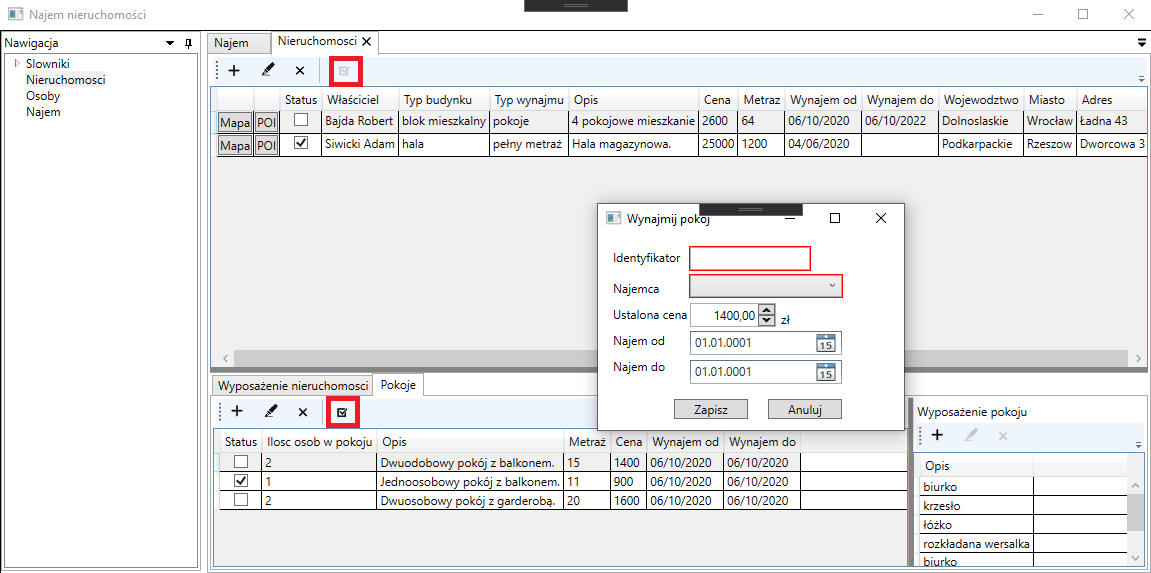 Najem nieruchomości
Nawigacja
Slowniki
Nieruchomosci
Osoby
Najem
Najem Nieruchomosci
Status Właściciel Typ budynku Typ wynajmu Opis Cena Metraz Wynajem od Wynajem do Wojewodztwo Miasto Adres
Mapa POI Bajda Robert blok mieszkalny pokoje 4 pokojowe mieszkanie 2600 64 06/10/2020 06/10/2022 Dolnoslaskie Wrocław Ładna 43
Mapa POI Siwicki Adam hala pełny metraż Hala magazynowa. 25000 1200 04/06/2020 Podkarpackie Rzeszow Dworcowa 3
Wynajmij pokój
Identyfikator
Najemca
Ustalona cena 1400,00 zł
Najem od 01.01.0001 15
Najem do 01.01.0001 15
Zapisz Anuluj
Wyposażenie nieruchomosci Pokoje
Status Ilosc osob w pokoju Opis Metraż Cena Wynajem od Wynajem do
2 Dwudobowy pokój z balkonem. 15 1400 06/10/2020 06/10/2020
1 Jednoosobowy pokój z balkonem. 11 900 06/10/2020 06/10/2020
2 Dwuosobowy pokój z garderobą. 20 1600 06/10/2020 06/10/2020
Wyposażenie pokoju
Opis
biurko
krzesło
łóżko
rozkładana wersalka
biurko